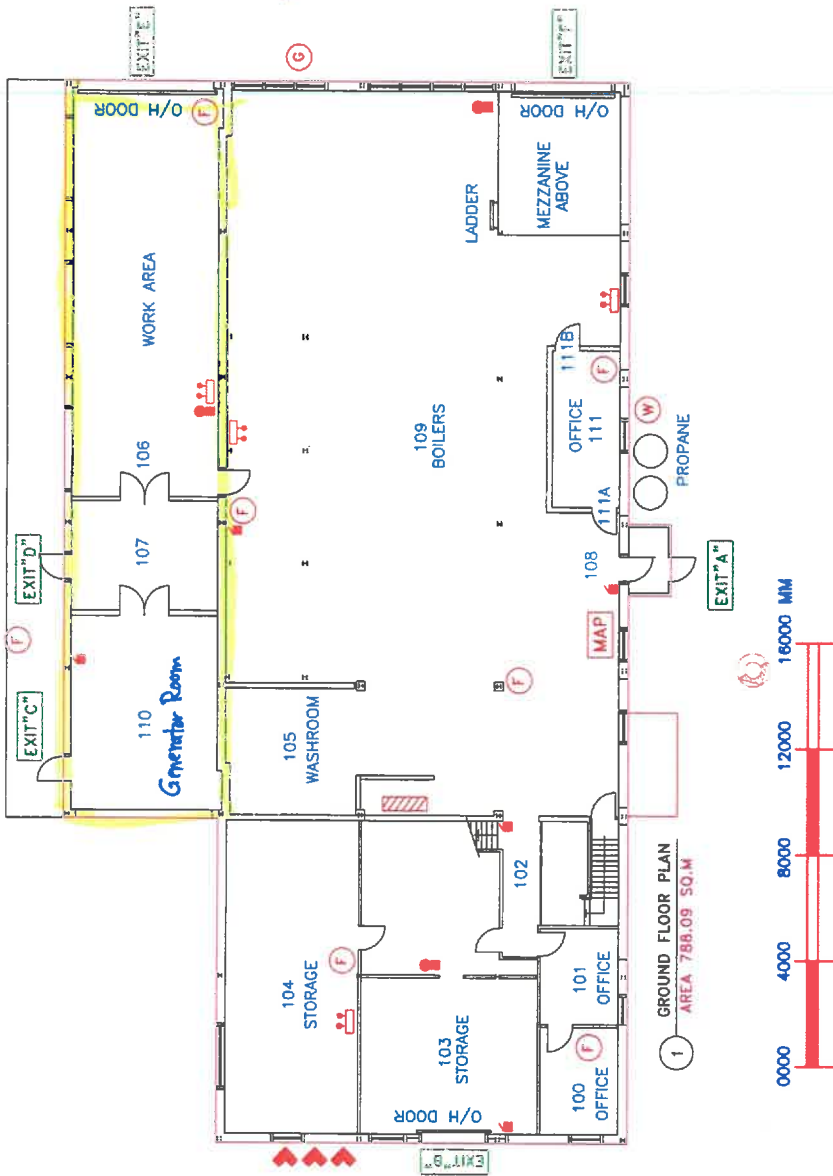 EXIT"C"
EXIT"D"
EXIT"E"
F
110
Generator Room
107
106
WORK AREA
O/H DOOR
F
F
G
105
WASHROOM
109
BOILERS
LADDER
MEZZANINE
ABOVE
O/H DOOR
EXIT"F"
104
STORAGE
F
103
STORAGE
O/H DOOR
EXIT"B"
102
101
OFFICE
100
OFFICE
F
F
MAP
108
111A
OFFICE
111
111B
F
W
PROPANE
EXIT"A"
1
GROUND FLOOR PLAN
AREA 788.09 SQ.M
0000 4000 8000 12000 16000 MM